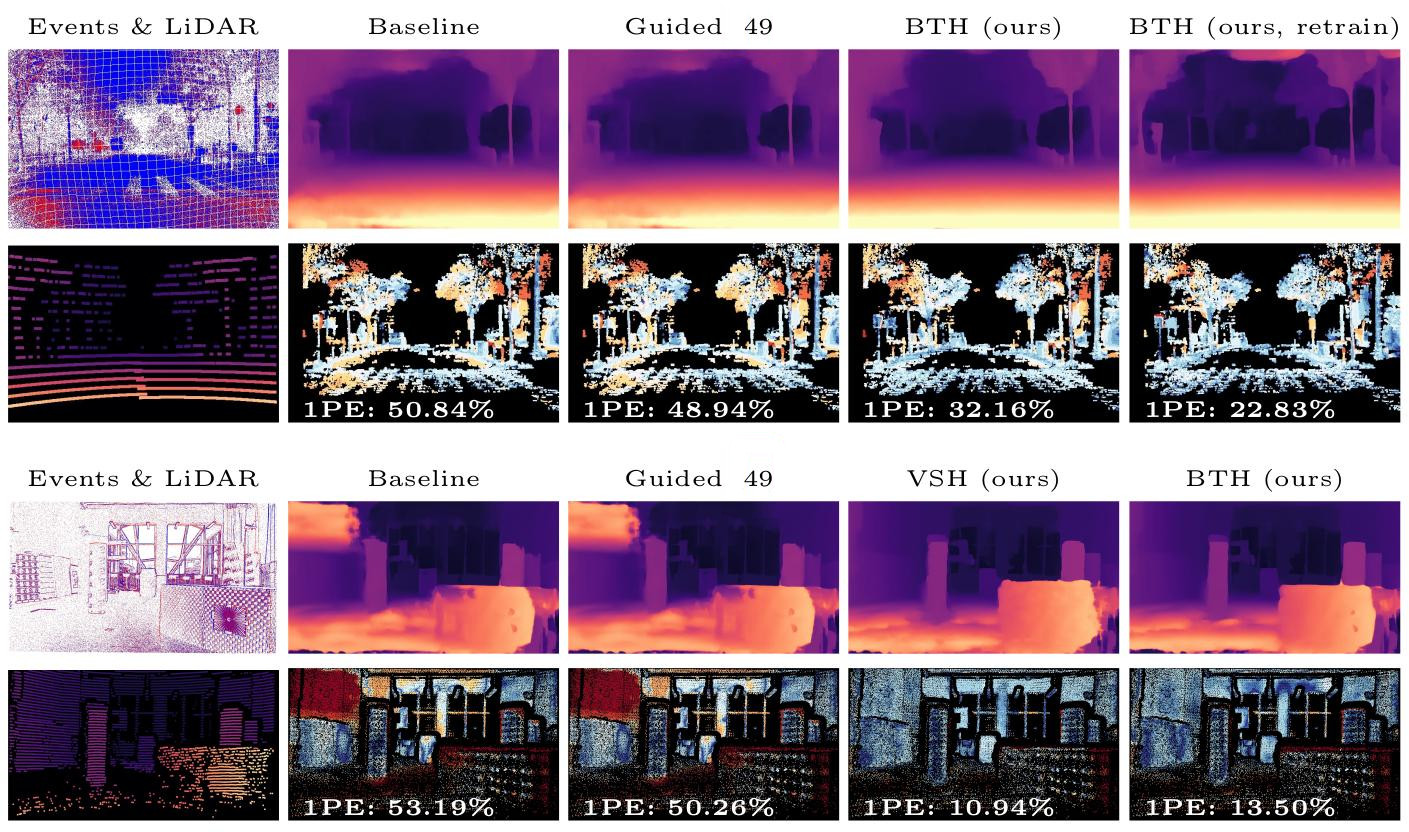 Events & LiDAR Baseline Guided 49 BTH (ours) BTH (ours, retrain)
1PE: 50.84% 1PE: 48.94% 1PE: 32.16% 1PE: 22.83%
Events & LiDAR Baseline Guided 49 VSH (ours) BTH (ours)
1PE: 53.19% 1PE: 50.26% 1PE: 10.94% 1PE: 13.50%